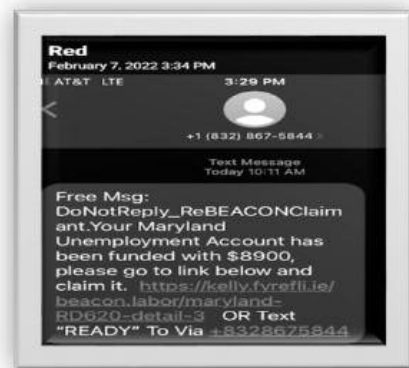 Red
February 7, 2022 3:34 PM
AT&T LTE 3:29 PM
+1 (832) 867-5844 >
Text Message
Today 10:11 AM
Free Msg:
DoNotReply_ReBEACONClaim
ant.Your Maryland
Unemployment Account has
been funded with $8900,
please go to link below and
claim it. https://kelly.fyrefli.ie/
beacon.labor/maryland-
RD620-detail-3 OR Text
"READY" To Via +8328675844